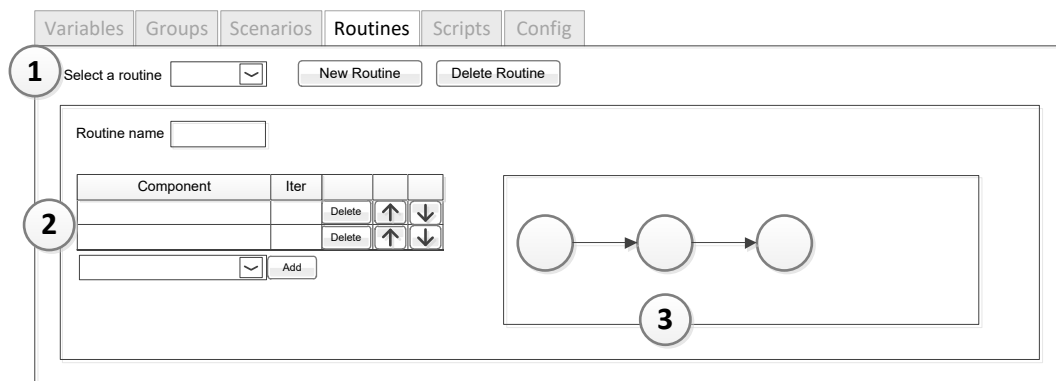 Variables Groups Scenarios Routines Scripts Config
1 Select a routine New Routine Delete Routine
Routine name
Component Iter
Delete
2
Delete
Add
3